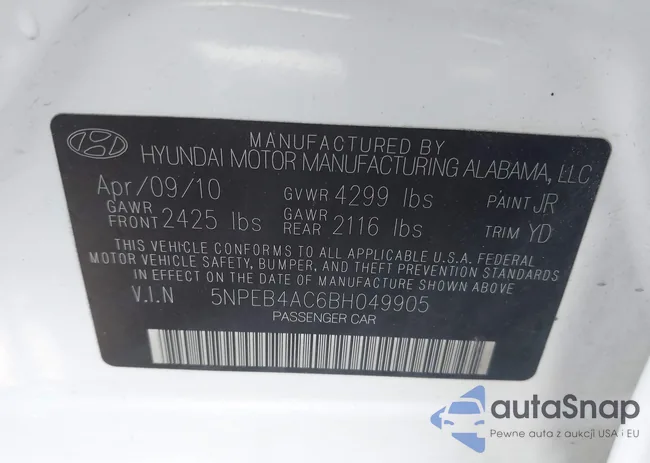 MANUFACTURED BY
HYUNDAI MOTOR MANUFACTURING ALABAMA, LLC
Apr/09/10 GVWR 4299 lbs PAINT JR
GAWR FRONT 2425 lbs GAWR REAR 2116 lbs TRIM YD
THIS VEHICLE CONFORMS TO ALL APPLICABLE U.S.A. FEDERAL
MOTOR VEHICLE SAFETY, BUMPER, AND THEFT PREVENTION STANDARDS
IN EFFECT ON THE DATE OF MANUFACTURE SHOWN ABOVE.
V.I.N 5NPEB4AC6BH049905
PASSENGER CAR
autoSnap
Pewne auta z aukcji USA i EU